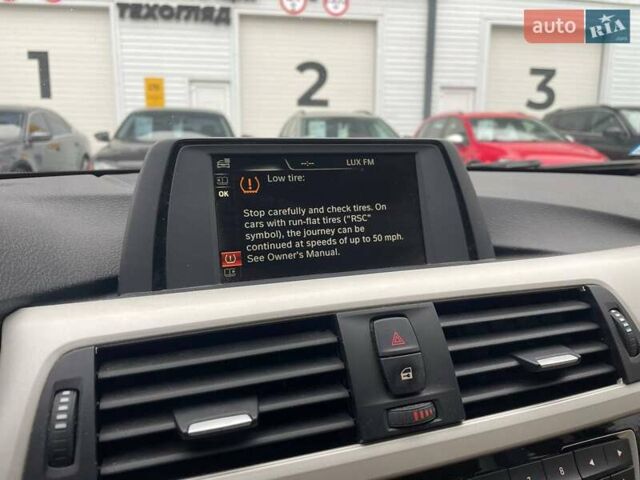 ТЕХОГЛЯД
auto RIA
.com
1
2
3
--:--
LUX FM
Low tire:
OK
Stop carefully and check tires. On
cars with run-flat tires ("RSC"
symbol), the journey can be
continued at speeds of up to 50 mph.
See Owner's Manual.